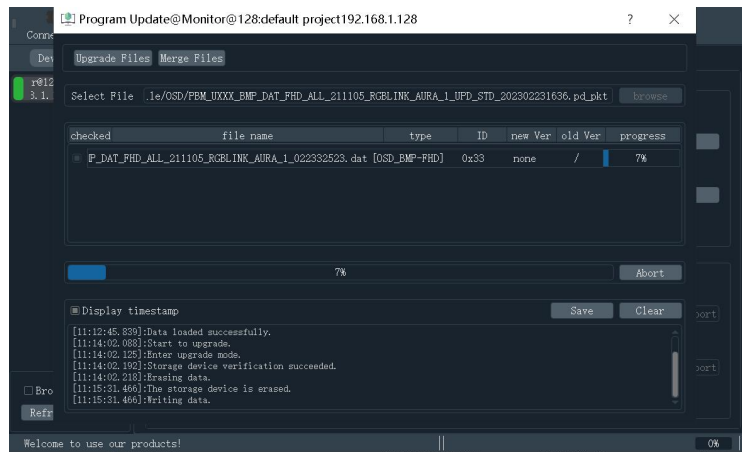 Program Update@Monitor@128:default project192.168.1.128
?
Conne
Dev
Upgrade Files Merge Files
r@12
3.1.
Select File .le/OSD/PBM_UXXX_BMP_DAT_FHD_ALL_211105_RGBLINK_AURA_1_UPD_STD_202302231636.pd_pkt browse
checked file name type ID new Ver old Ver progress
P_DAT_FHD_ALL_211105_RGBLINK_AURA_1_022332523.dat [OSD_BMP-FHD] 0x33 none / 7%
7% Abort
Display timestamp Save Clear
[11:12:45.839]:Data loaded successfully.
[11:14:02.088]:Start to upgrade.
[11:14:02.125]:Enter upgrade mode.
[11:14:02.192]:Storage device verification succeeded.
[11:14:02.218]:Erasing data.
[11:15:31.466]:The storage device is erased.
[11:15:31.466]:Writing data.
port
port
Bro
Refr
Welcome to use our products! 0%